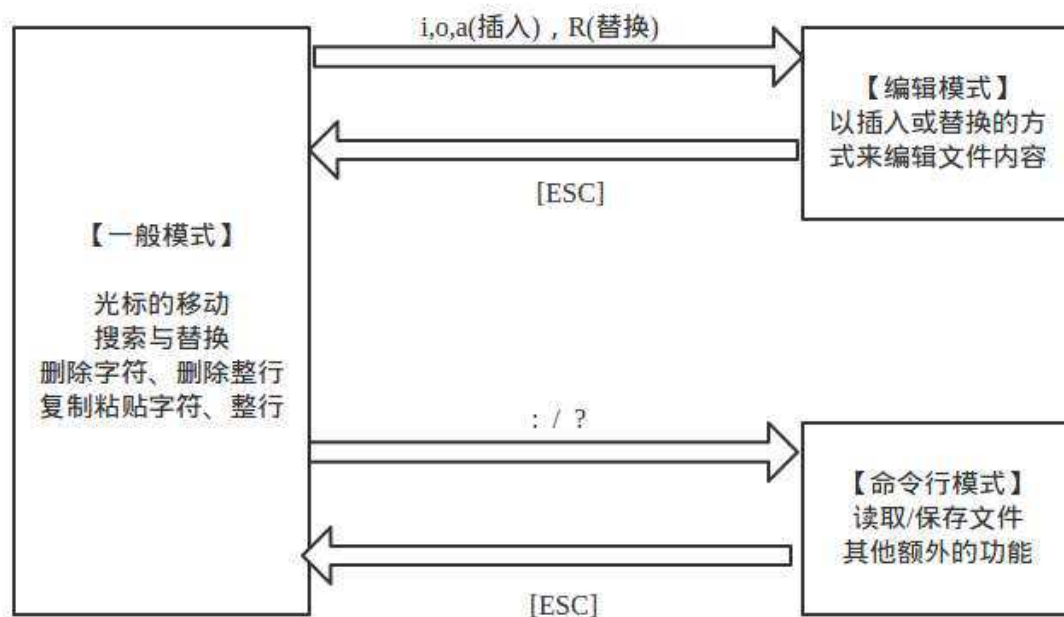 i,o,a(插入)，R(替换)
【编辑模式】
以插入或替换的方
式来编辑文件内容
[ESC]
【一般模式】
光标的移动
搜索与替换
删除字符、删除整行
复制粘贴字符、整行
: / ?
【命令行模式】
读取/保存文件
其他额外的功能
[ESC]